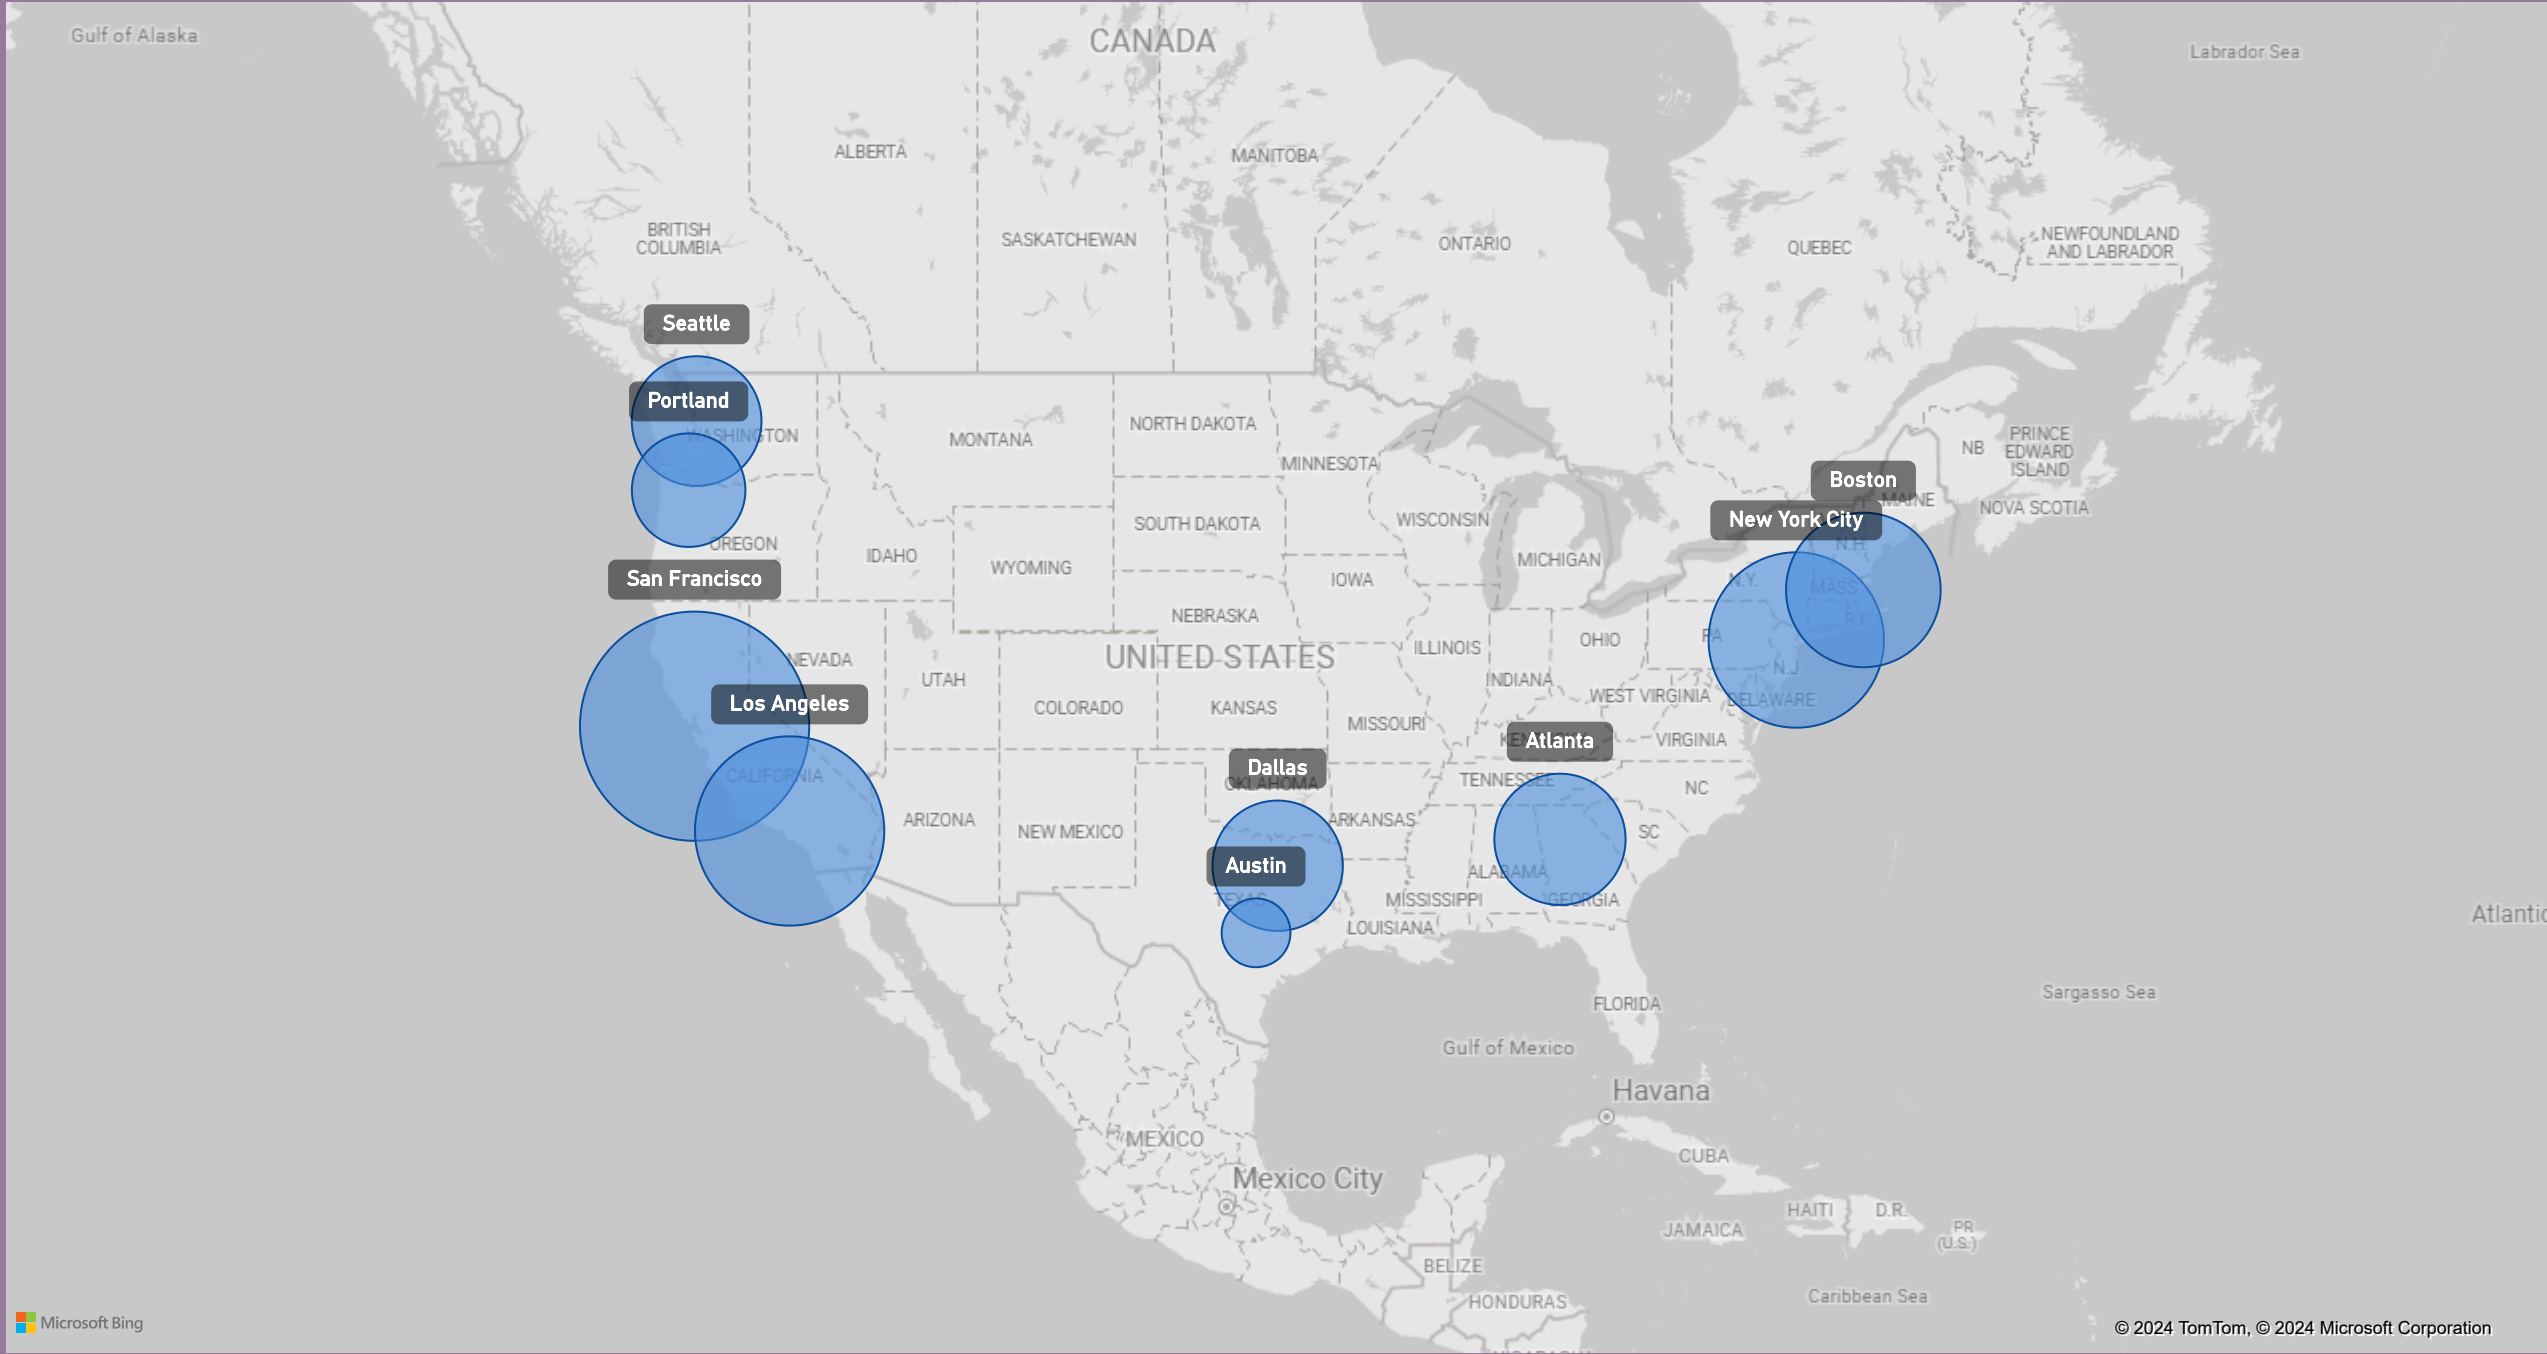 Gulf of Alaska
CANADA
Labrador Sea
ALBERTA
MANITOBA
BRITISH
COLUMBIA
SASKATCHEWAN
ONTARIO
QUEBEC
NEWFOUNDLAND
AND LABRADOR
Seattle
Portland
WASHINGTON
MONTANA
NORTH DAKOTA
MINNESOTA
NB
PRINCE
EDWARD
ISLAND
Boston
MAINE
NOVA SCOTIA
New York City
SOUTH DAKOTA
WISCONSIN
OREGON
IDAHO
WYOMING
MICHIGAN
N.H.
San Francisco
IOWA
N.Y.
MASS.
NEBRASKA
R.I.
NEVADA
UNITED STATES
ILLINOIS
OHIO
PA
UTAH
INDIANA
N.J.
WEST VIRGINIA
DELAWARE
Los Angeles
COLORADO
KANSAS
MISSOURI
Atlanta
VIRGINIA
CALIFORNIA
Dallas
OKLAHOMA
TENNESSEE
NC
ARIZONA
NEW MEXICO
ARKANSAS
SC
Austin
TEXAS
ALABAMA
MISSISSIPPI
GEORGIA
LOUISIANA
Atlantic
Sargasso Sea
FLORIDA
Gulf of Mexico
Havana
MEXICO
CUBA
Mexico City
HAITI
D.R.
JAMAICA
PR
(U.S.)
BELIZE
HONDURAS
Caribbean Sea
Microsoft Bing
© 2024 TomTom, © 2024 Microsoft Corporation